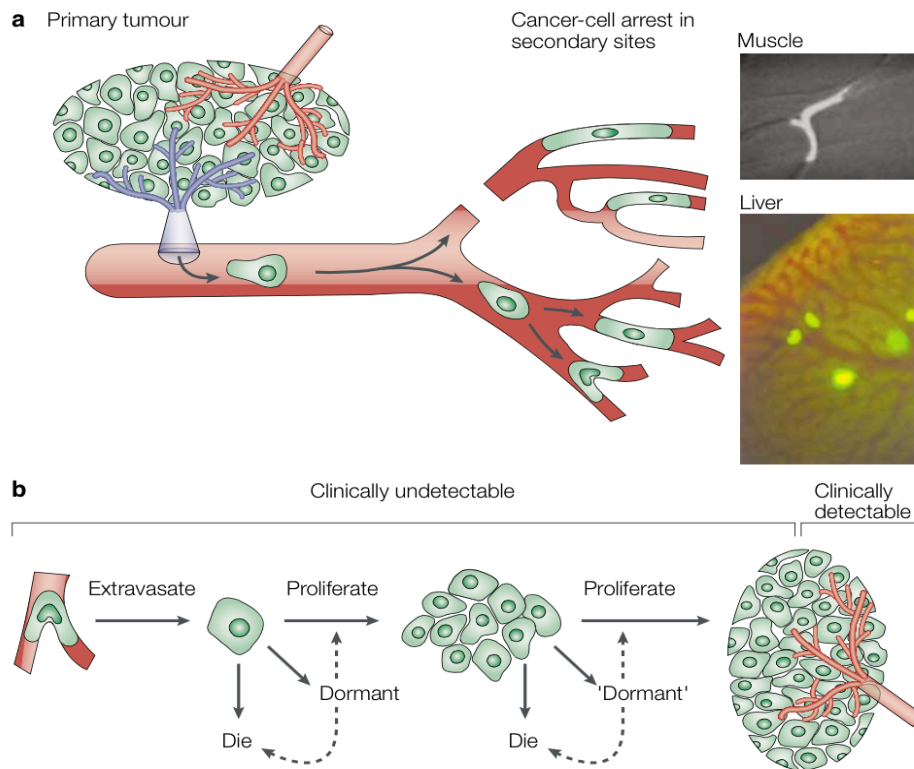 a Primary tumour
Cancer-cell arrest in
secondary sites
Muscle
Liver
b
Clinically undetectable
Clinically
detectable
Extravasate
Proliferate
Proliferate
Dormant
'Dormant'
Die
Die